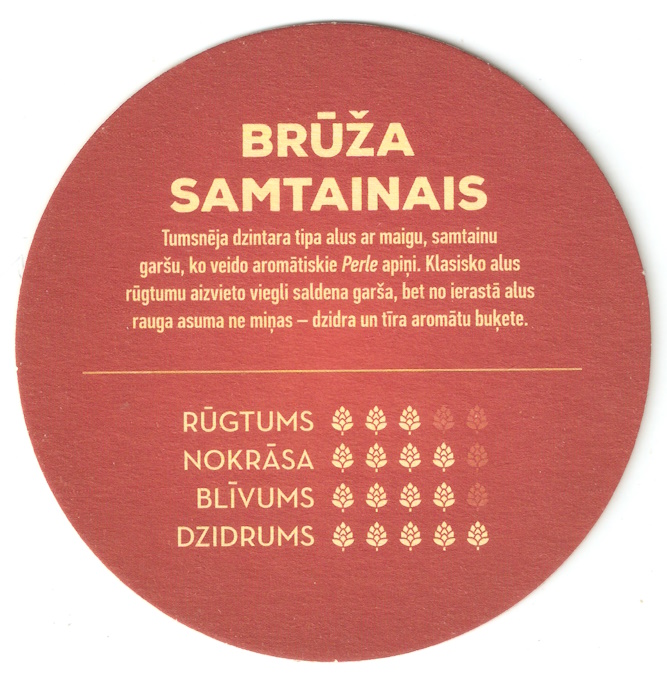 BRŪŽA
SAMTAINAIS
Tumsnēja dzintara tipa alus ar maigu, samtainu
garšu, ko veido aromātiskie Perle apiņi. Klasisko alus
rūgtumu aizvieto viegli saldena garša, bet no ierastā alus
rauga asuma ne miņas – dzidra un tīra aromātu buķete.
RŪGTUMS
NOKRĀSA
BLĪVUMS
DZIDRUMS